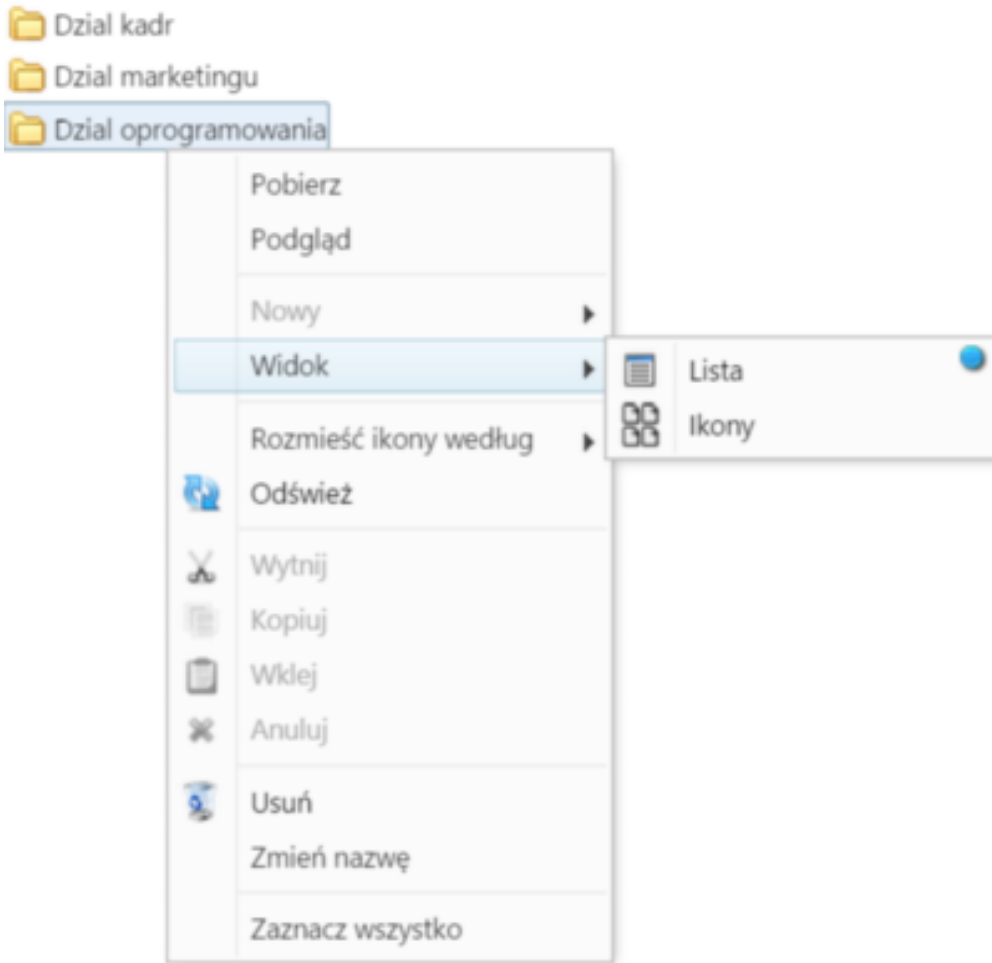 Dzial kadr
Dzial marketingu
Dzial oprogramowania
Pobierz
Podgląd
Nowy
Widok
Lista
Ikony
Rozmieść ikony według
Odśwież
Wytnij
Kopiuj
Wklej
Anuluj
Usuń
Zmień nazwę
Zaznacz wszystko